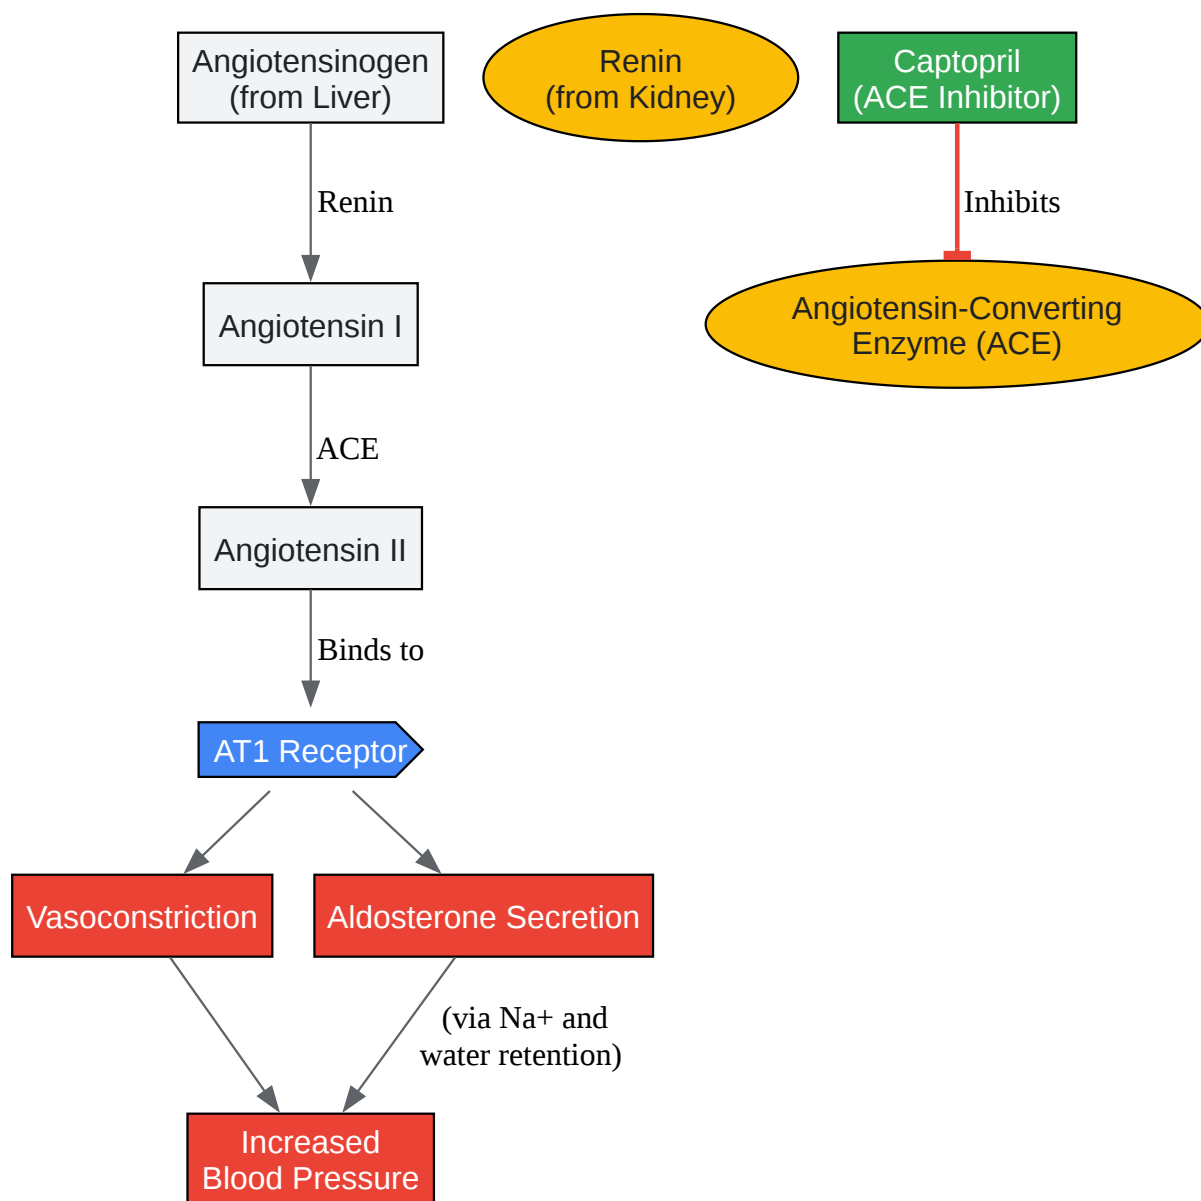 Angiotensinogen
(from Liver)
Renin
(from Kidney)
Captopril
(ACE Inhibitor)
Renin
Inhibits
Angiotensin I
Angiotensin-Converting
Enzyme (ACE)
ACE
Angiotensin II
Binds to
AT1 Receptor
Vasoconstriction
Aldosterone Secretion
(via Na+ and
water retention)
Increased
Blood Pressure